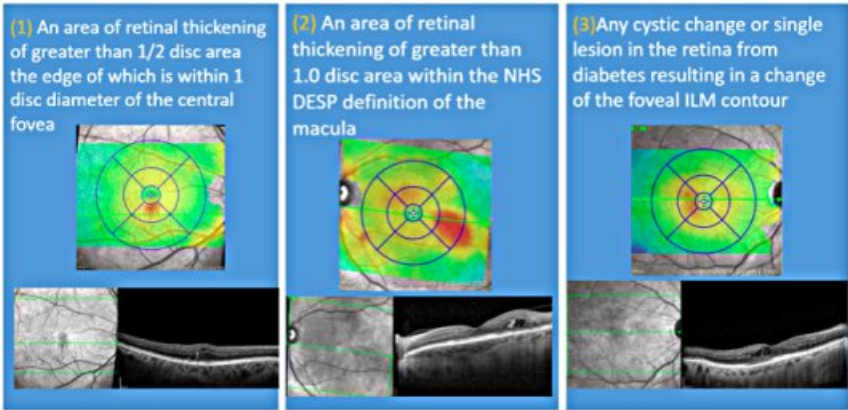 (1) An area of retinal thickening
of greater than 1/2 disc area
the edge of which is within 1
disc diameter of the central
fovea
(2) An area of retinal
thickening of greater than
1.0 disc area within the NHS
DESP definition of the
macula
(3)Any cystic change or single
lesion in the retina from
diabetes resulting in a change
of the foveal ILM contour